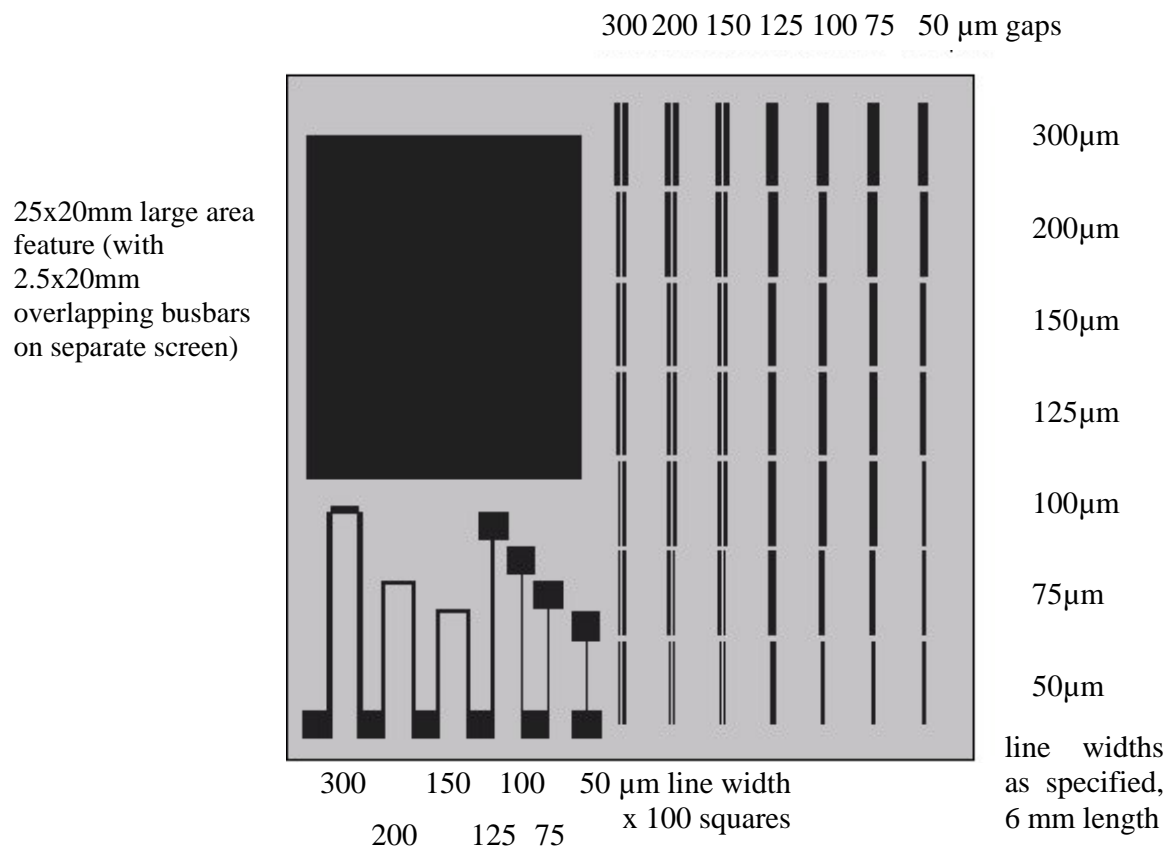 300 200 150 125 100 75 50 µm gaps
300µm
25x20mm large area
feature (with
2.5x20mm
overlapping busbars
on separate screen)
200µm
150µm
125µm
100µm
75µm
50µm
line widths
as specified,
6 mm length
300 150 100 50 µm line width
x 100 squares
200 125 75